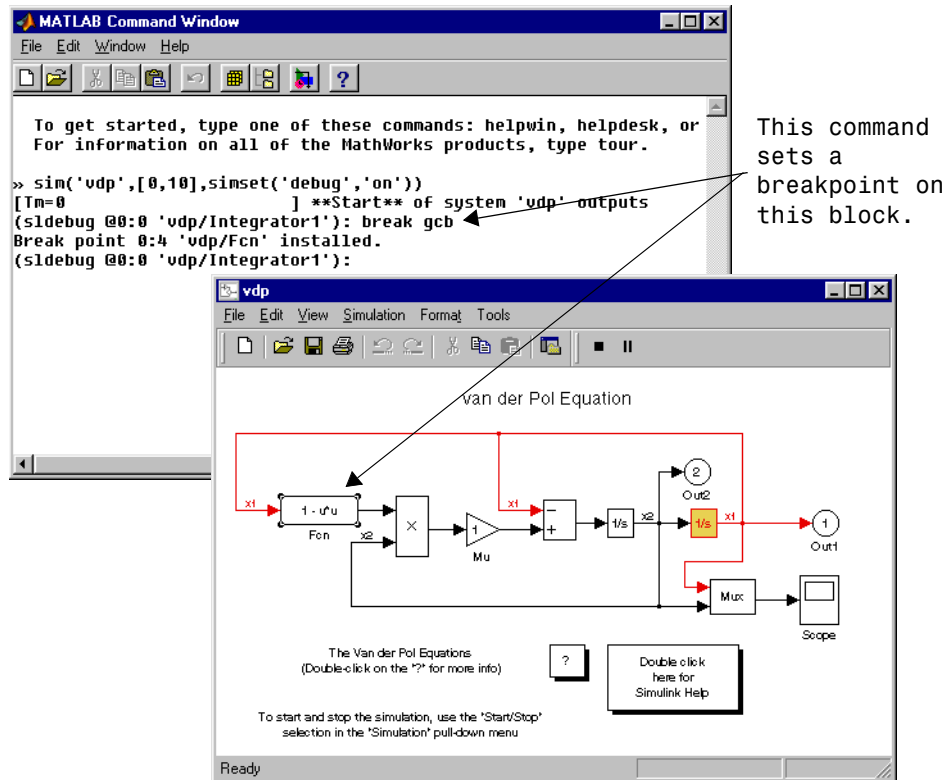 MATLAB Command Window
File Edit Window Help
To get started, type one of these commands: helpwin, helpdesk, or
For information on all of the MathWorks products, type tour.
» sim('vdp',[0,10],simset('debug','on'))
[Tm=0 ] **Start** of system 'vdp' outputs
(sldebug @0:0 'vdp/Integrator1'): break gcb
Break point 0:4 'vdp/Fcn' installed.
(sldebug @0:0 'vdp/Integrator1'):
This command
sets a
breakpoint on
this block.
vdp
File Edit View Simulation Format Tools
van der Pol Equation
x1
1 - u*u
Fcn
x2
×
1
Mu
x1
−
+
1/s
x2
1/s
x1
2
Out2
1
Out1
Mux
Scope
The Van der Pol Equations
(Double-click on the "?" for more info)
?
Double click
here for
Simulink Help
To start and stop the simulation, use the "Start/Stop"
selection in the "Simulation" pull-down menu
Ready